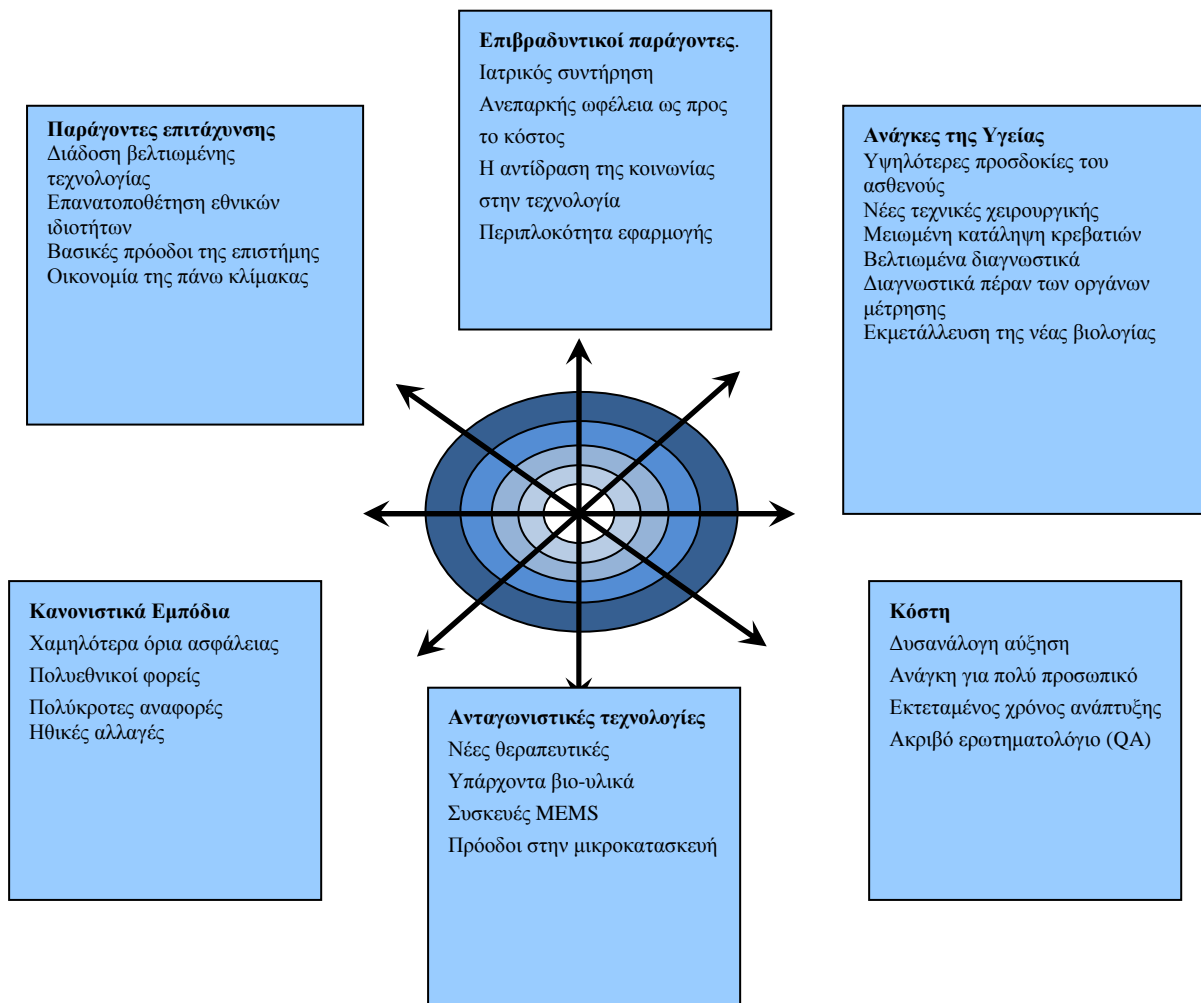 Επιβραδυντικοί παράγοντες.
Ιατρικός συντήρηση
Ανεπαρκής ωφέλεια ως προς
το κόστος
Η αντίδραση της κοινωνίας
στην τεχνολογία
Περιπλοκότητα εφαρμογής
Παράγοντες επιτάχυνσης
Διάδοση βελτιωμένης
τεχνολογίας
Επανατοποθέτηση εθνικών
ιδιοτήτων
Βασικές πρόοδοι της επιστήμης
Οικονομία της πάνω κλίμακας
Ανάγκες της Υγείας
Υψηλότερες προσδοκίες του
ασθενούς
Νέες τεχνικές χειρουργικής
Μειωμένη κατάληψη κρεβατιών
Βελτιωμένα διαγνωστικά
Διαγνωστικά πέραν των οργάνων
μέτρησης
Εκμετάλλευση της νέας βιολογίας
Κανονιστικά Εμπόδια
Χαμηλότερα όρια ασφάλειας
Πολυεθνικοί φορείς
Πολύκροτες αναφορές
Ηθικές αλλαγές
Ανταγωνιστικές τεχνολογίες
Νέες θεραπευτικές
Υπάρχοντα βιο-υλικά
Συσκευές MEMS
Πρόοδοι στην μικροκατασκευή
Κόστη
Δυσανάλογη αύξηση
Ανάγκη για πολύ προσωπικό
Εκτεταμένος χρόνος ανάπτυξης
Ακριβό ερωτηματολόγιο (QA)